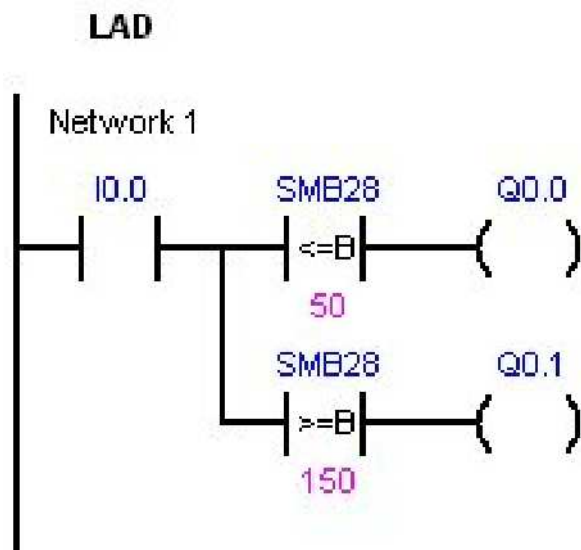 LAD
Network 1
I0.0 SMB28 Q0.0
<=B
50
SMB28 Q0.1
>=B
150